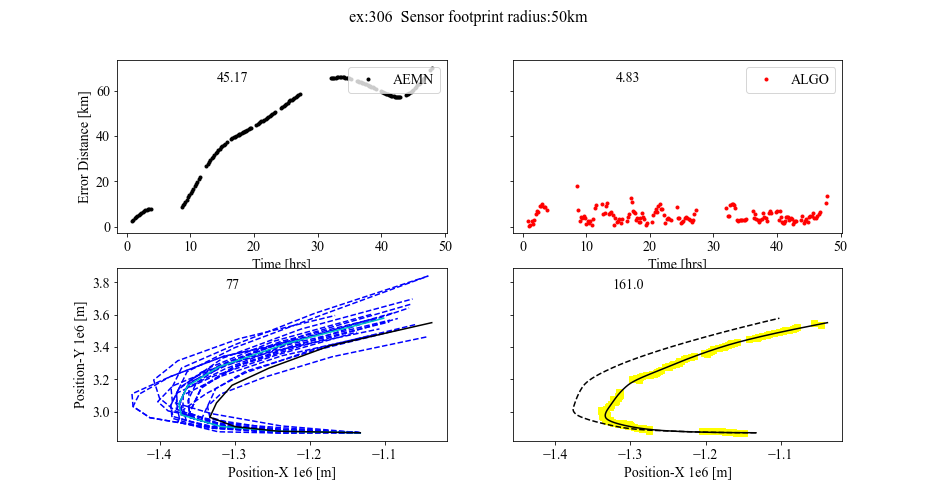 ex:306 Sensor footprint radius:50km
45.17
AEMN
Error Distance [km]
60
40
20
0
0 10 20 30 40 50
Time [hrs]
4.83
ALGO
0 10 20 30 40 50
Time [hrs]
77
Position-Y 1e6 [m]
3.8
3.6
3.4
3.2
3.0
−1.4 −1.3 −1.2 −1.1
Position-X 1e6 [m]
161.0
−1.4 −1.3 −1.2 −1.1
Position-X 1e6 [m]